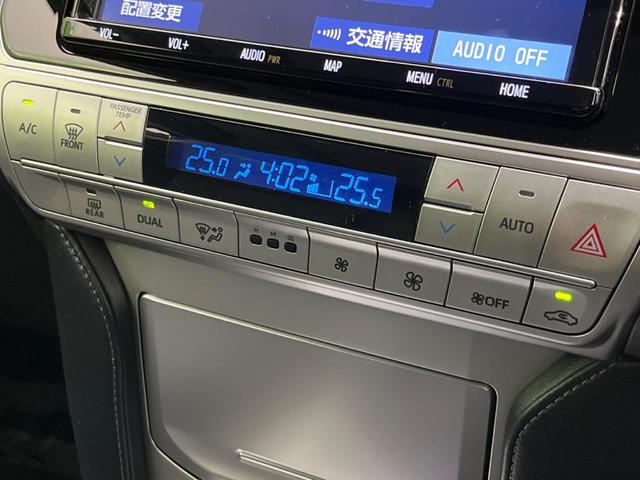 配置変更
交通情報
AUDIO OFF
VOL-
VOL+
AUDIO PWR
MAP
MENU CTRL
HOME
A/C
FRONT
PASSENGER
TEMP
25.0
4:02
25.5
AUTO
REAR
DUAL
H M
OFF